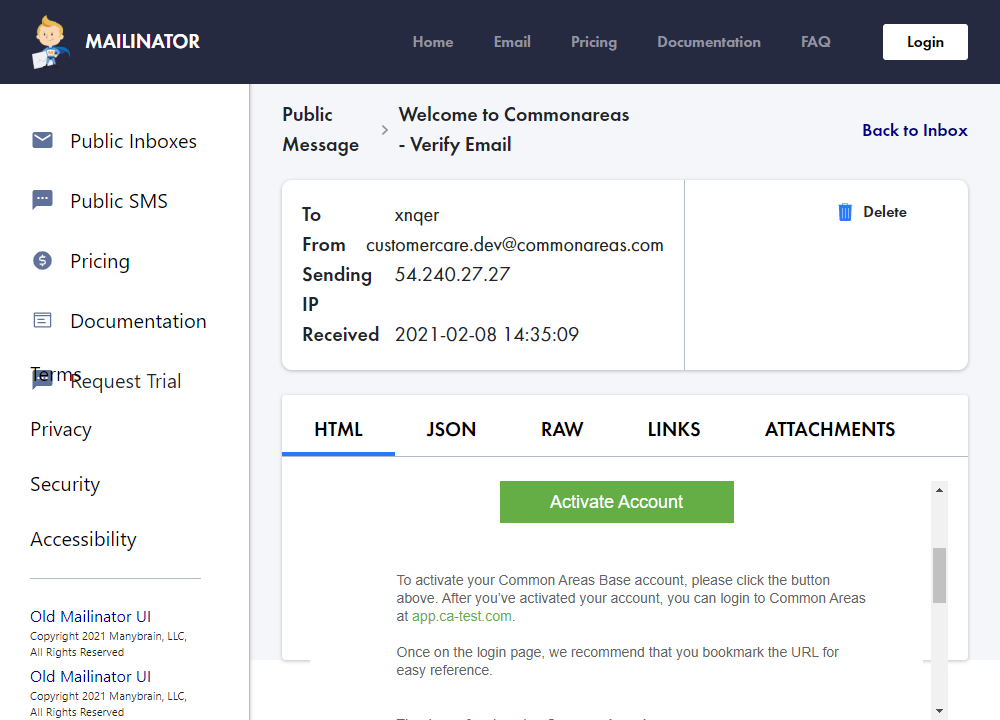 MAILINATOR
Home Email Pricing Documentation FAQ Login
Public Inboxes
Public SMS
Pricing
Documentation
Terms
Request Trial
Privacy
Security
Accessibility
Old Mailinator UI
Copyright 2021 Manybrain, LLC,
All Rights Reserved
Old Mailinator UI
Copyright 2021 Manybrain, LLC,
All Rights Reserved
Public
Message
Welcome to Commonareas
- Verify Email
Back to Inbox
To xnqer
From customercare.dev@commonareas.com
Sending 54.240.27.27
IP
Received 2021-02-08 14:35:09
Delete
HTML JSON RAW LINKS ATTACHMENTS
Activate Account
To activate your Common Areas Base account, please click the button
above. After you've activated your account, you can login to Common Areas
at app.ca-test.com.
Once on the login page, we recommend that you bookmark the URL for
easy reference.